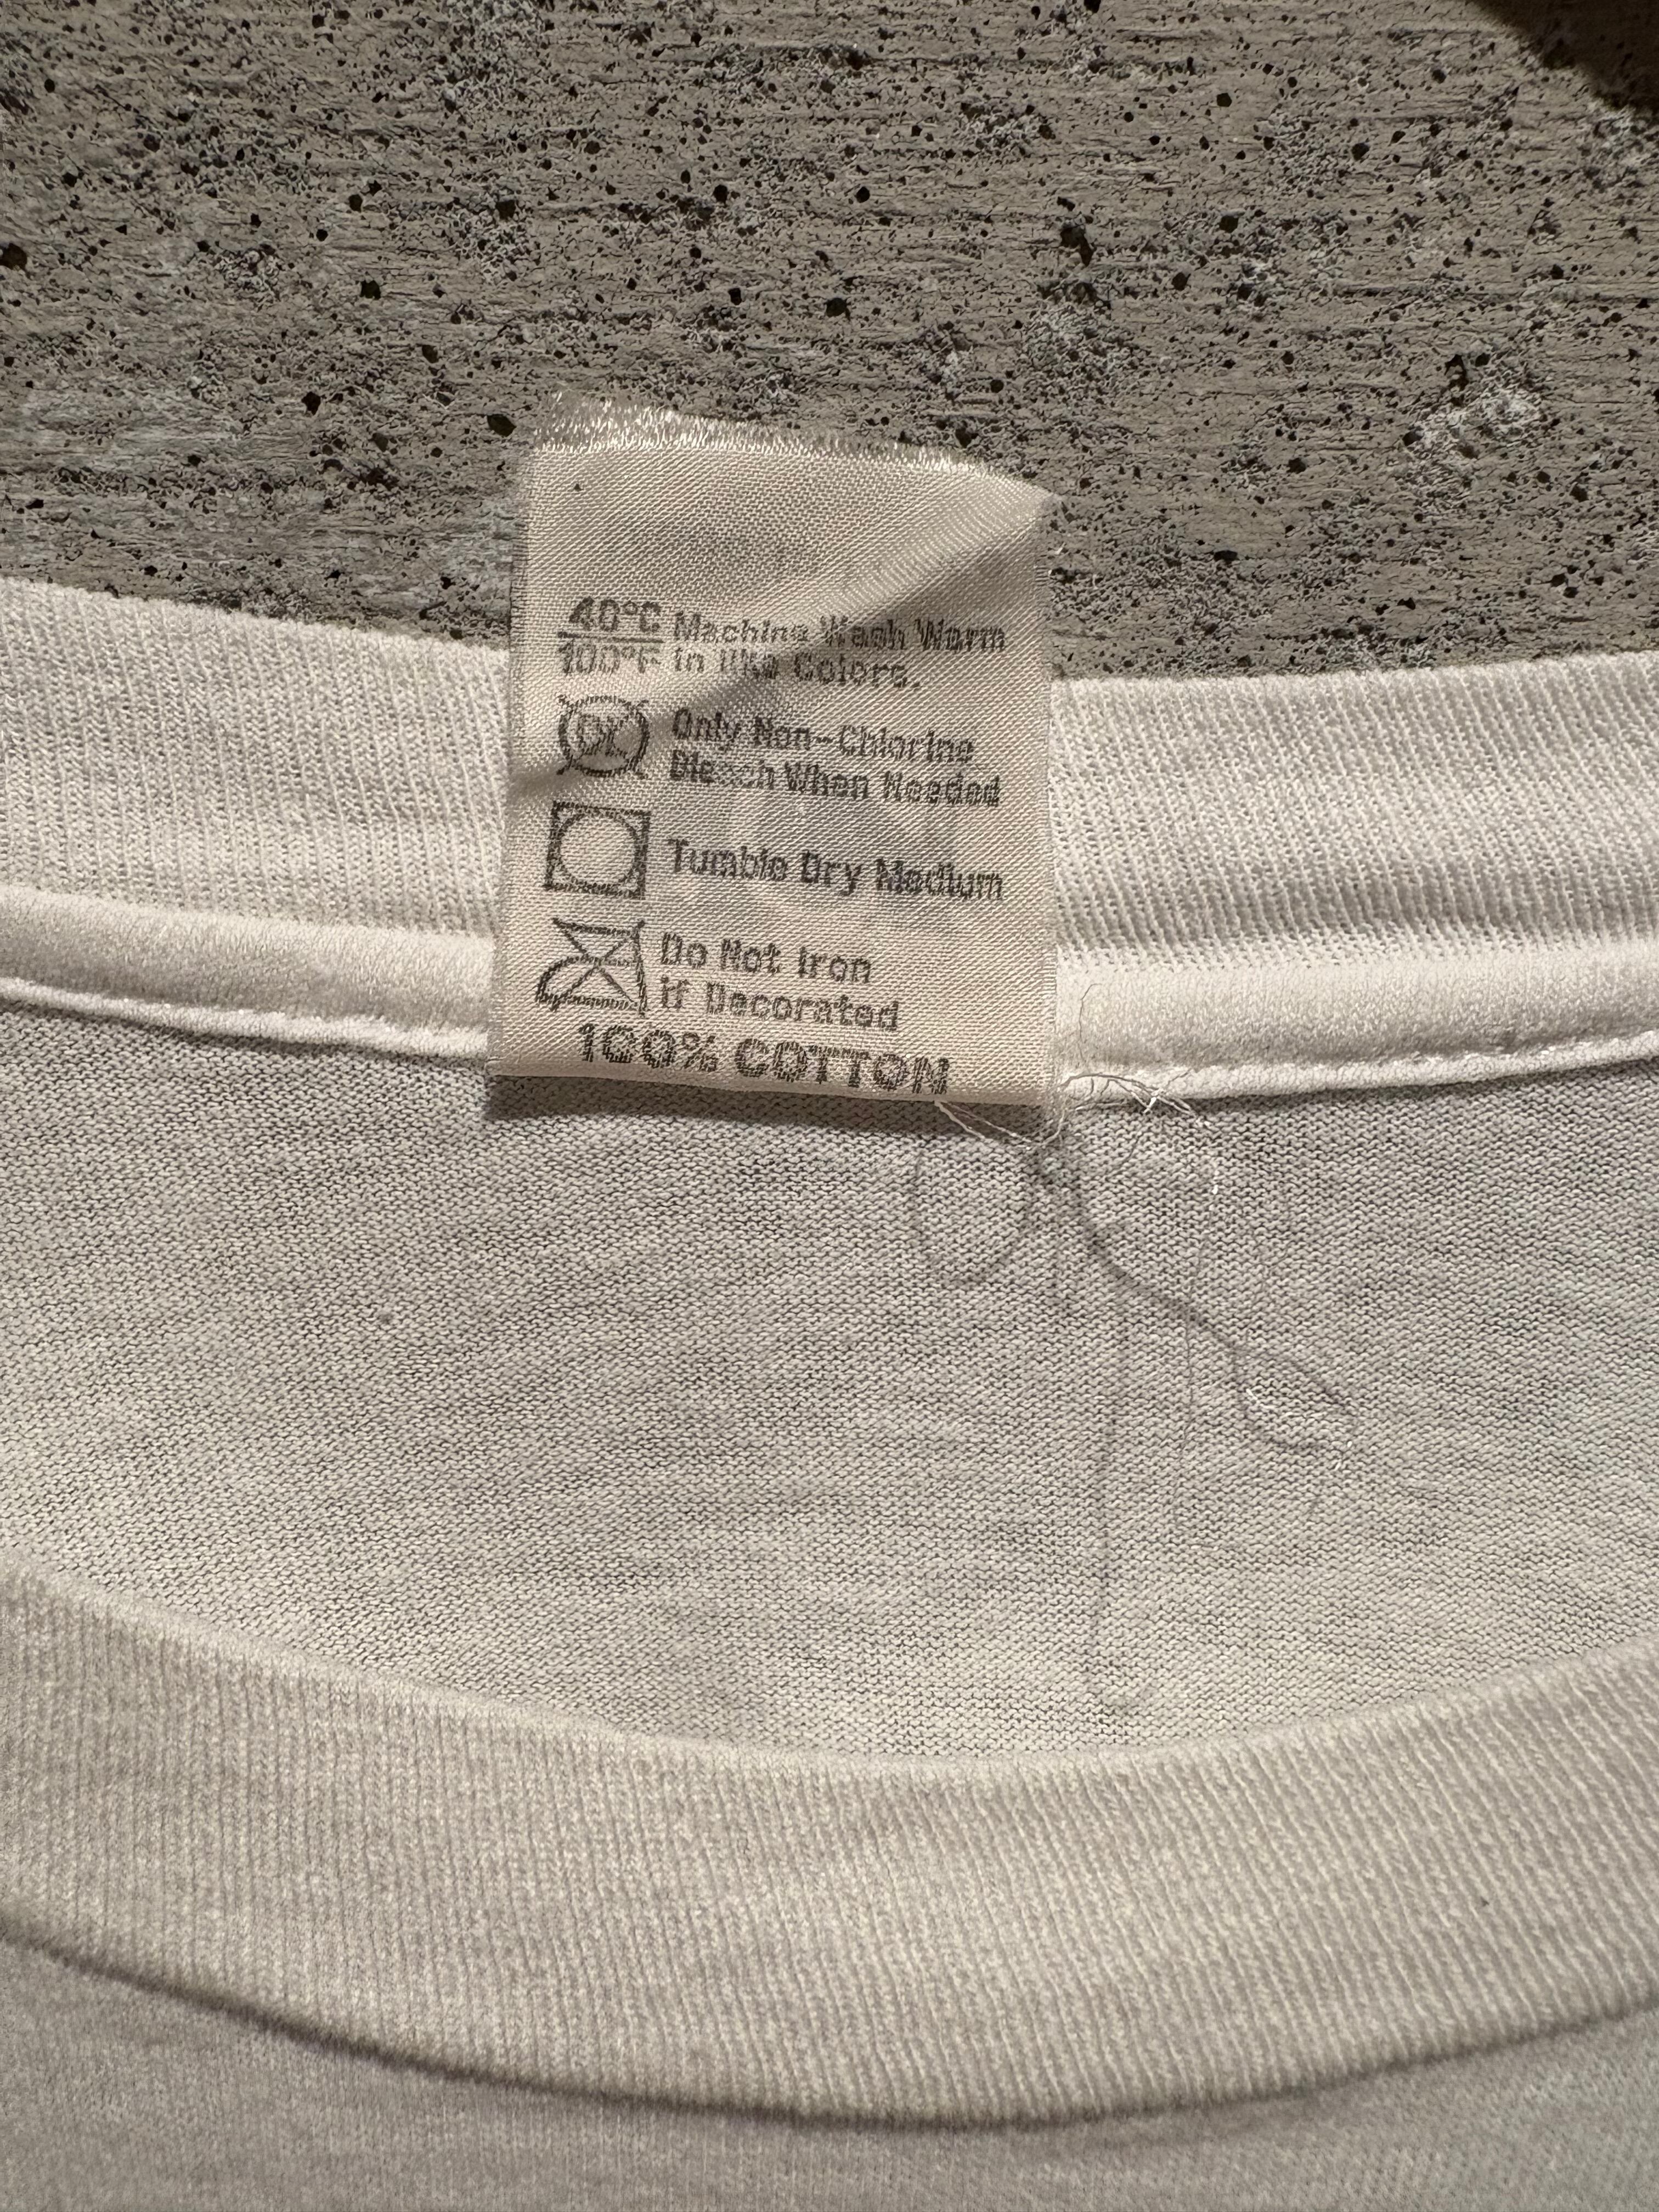 40°C Machine Wash Warm
100°F in like Colors.
Only Non-Chlorine
Bleach When Needed
Tumble Dry Medium
Do Not Iron
if Decorated
100% COTTON